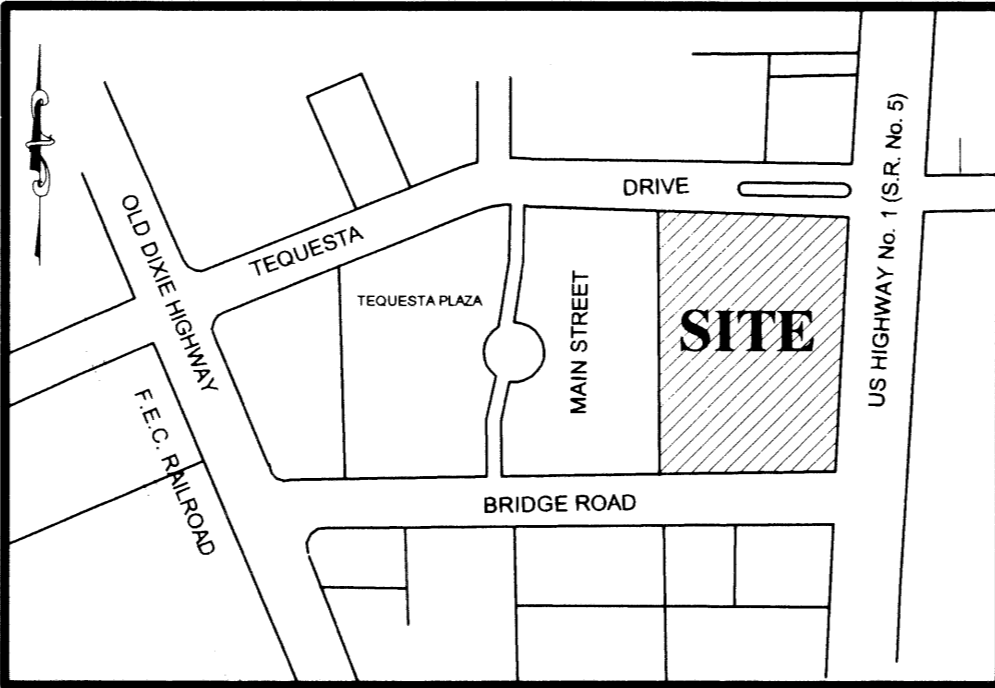 OLD DIXIE HIGHWAY
TEQUESTA
DRIVE
US HIGHWAY No. 1 (S.R. No. 5)
TEQUESTA PLAZA
MAIN STREET
SITE
F.E.C. RAILROAD
BRIDGE ROAD